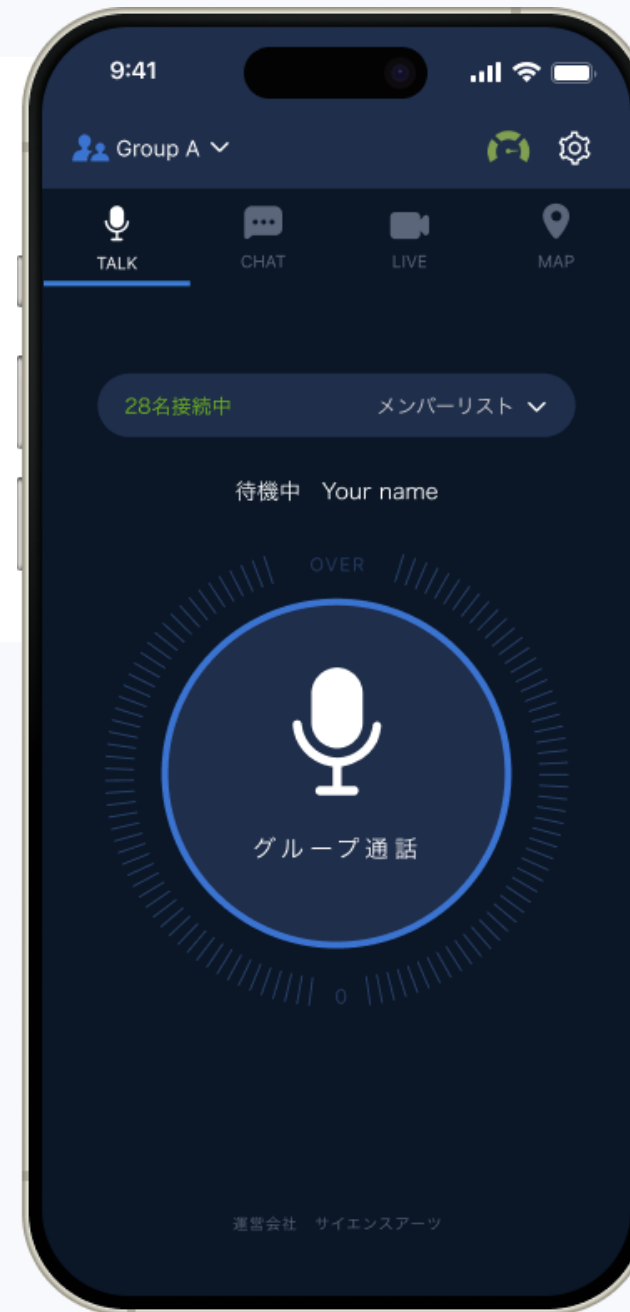 9:41
Group A
TALK CHAT LIVE MAP
28名接続中 メンバーリスト
待機中 Your name
OVER
グループ通話
0
運営会社 サイエンスアーツ